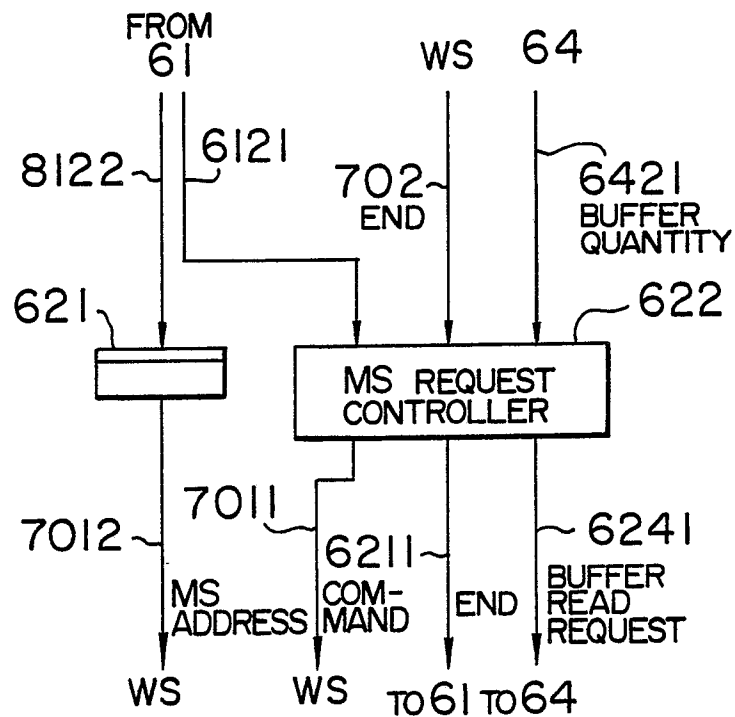 FROM
61
WS
64
8122
6121
702
END
6421
BUFFER
QUANTITY
621
622
MS REQUEST
CONTROLLER
7012
MS
ADDRESS
7011
COM-
MAND
6211
END
6241
BUFFER
READ
REQUEST
WS
WS
TO 61
TO 64